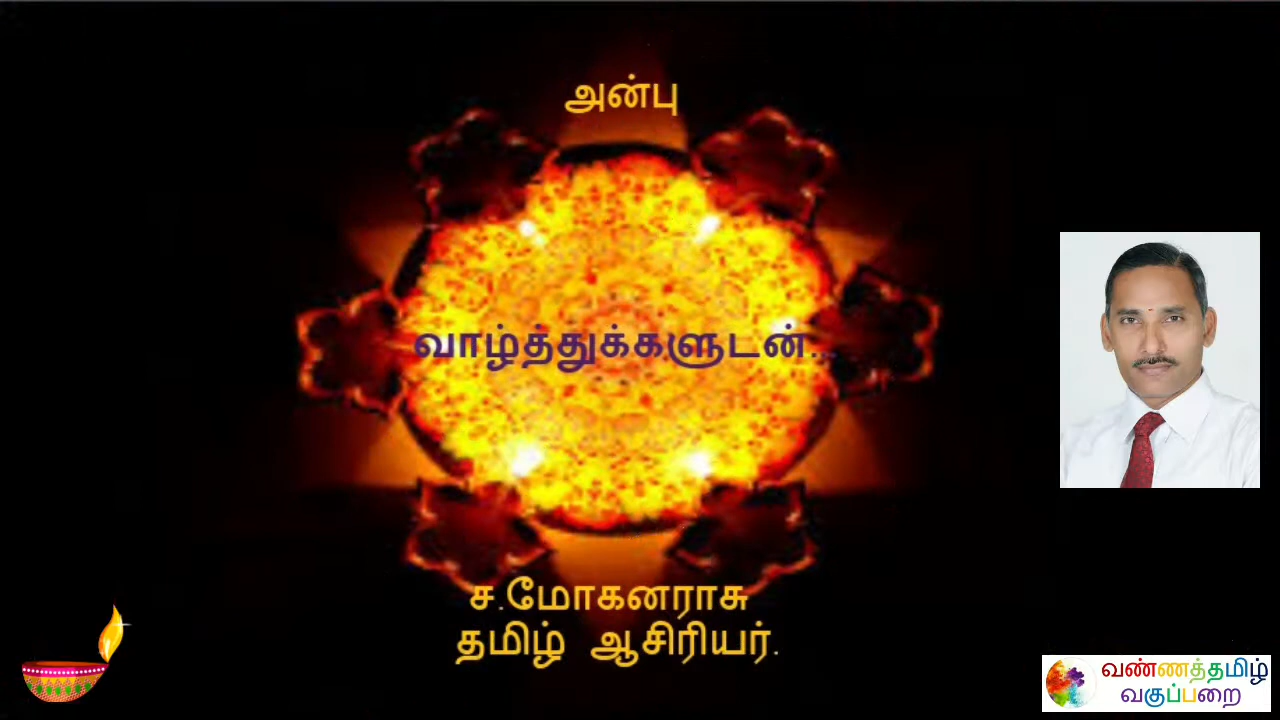 அன்பு
வாழ்த்துக்களுடன்...
ச.மோகனராசு
தமிழ் ஆசிரியர்.
வண்ணத்தமிழ்
வகுப்பறை